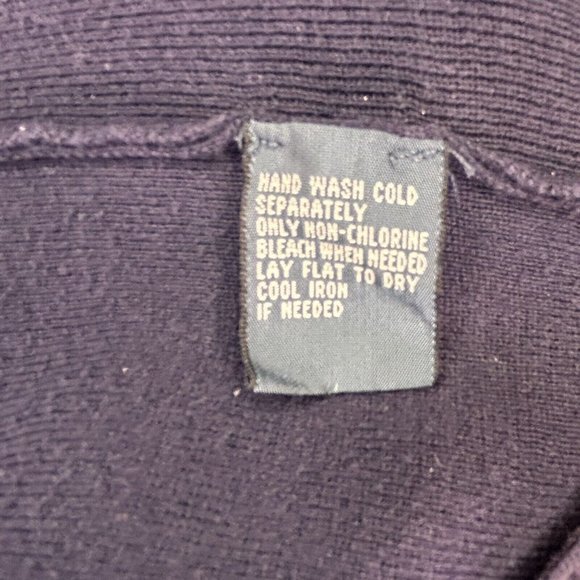 HAND WASH COLD
SEPARATELY
ONLY NON-CHLORINE
BLEACH WHEN NEEDED
LAY FLAT TO DRY
COOL IRON
IF NEEDED